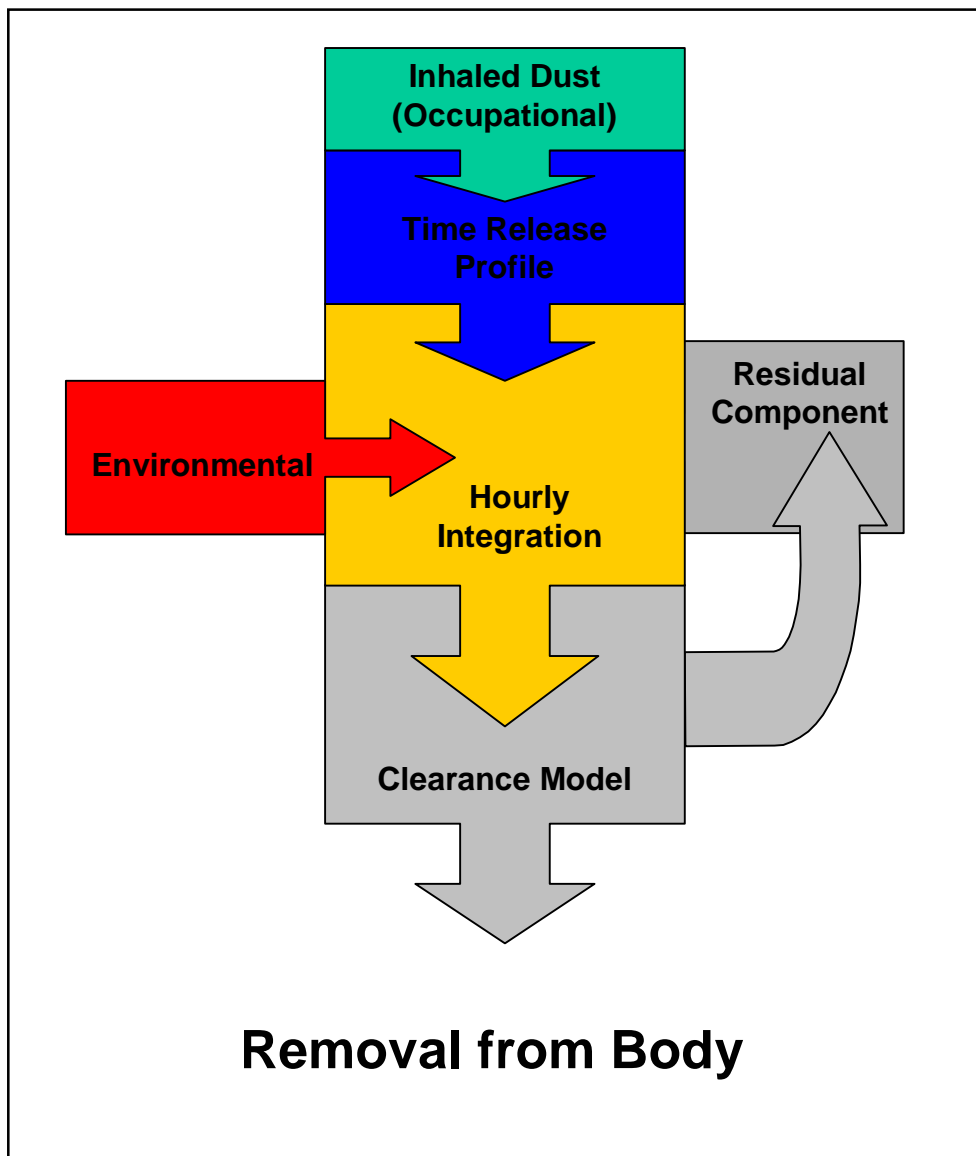 Inhaled Dust
(Occupational)
Time Release
Profile
Residual
Component
Environmental
Hourly
Integration
Clearance Model
Removal from Body